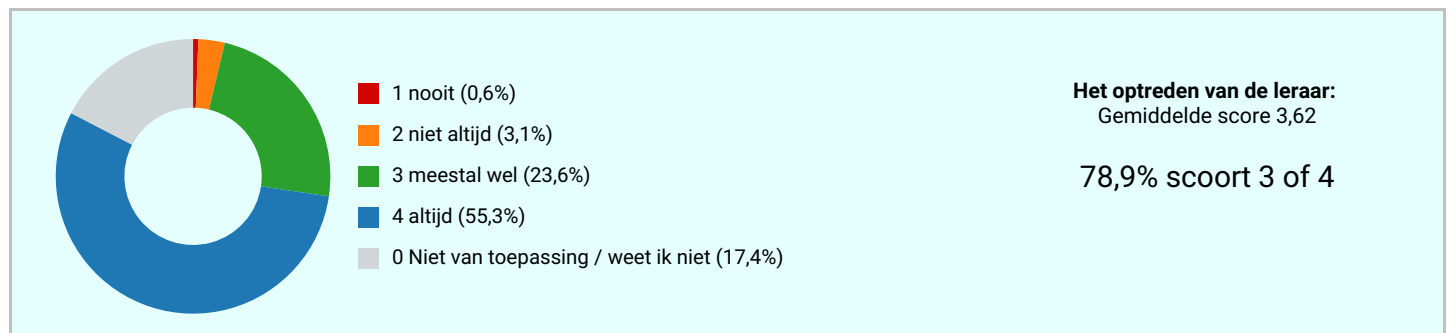 1 nooit (0,6%)
2 niet altijd (3,1%)
3 meestal wel (23,6%)
4 altijd (55,3%)
0 Niet van toepassing / weet ik niet (17,4%)
Het optreden van de leraar:
Gemiddelde score 3,62
78,9% scoort 3 of 4